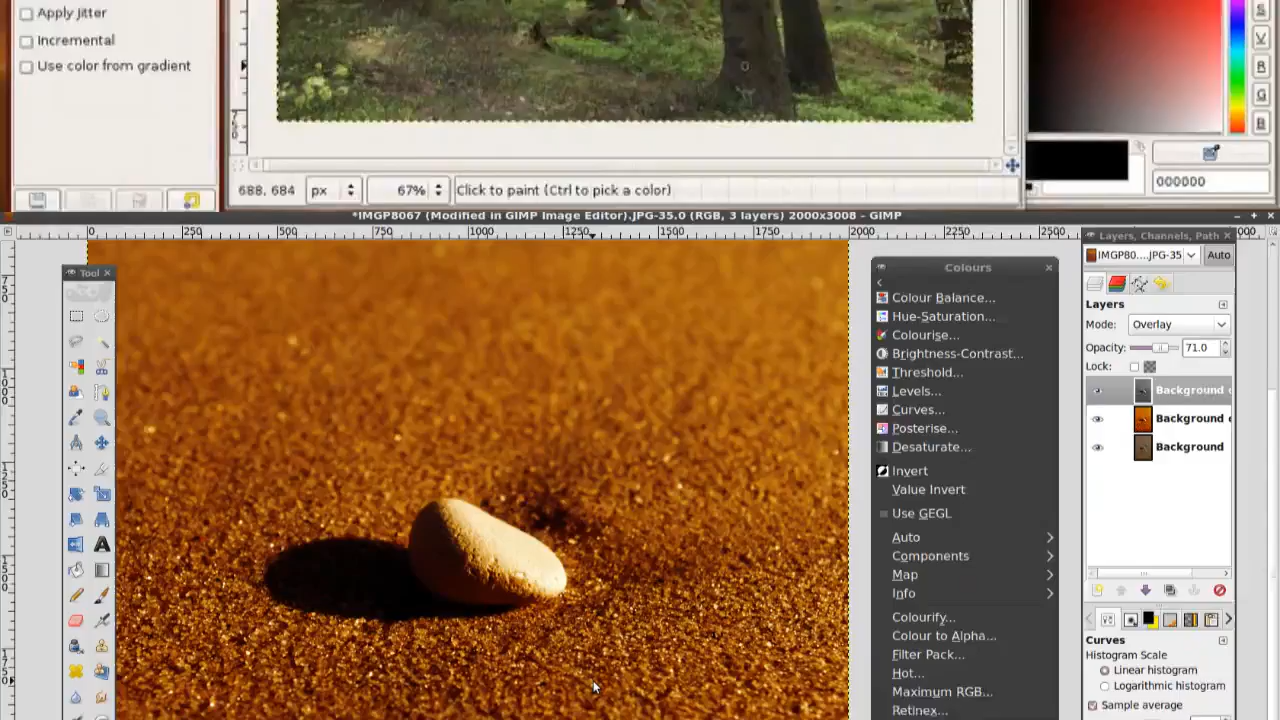 Apply Jitter
Incremental
Use color from gradient
688, 684 px 67% Click to paint (Ctrl to pick a color)
S
V
R
G
B
000000
*IMGP8067 (Modified in GIMP Image Editor).JPG-35.0 (RGB, 3 layers) 2000x3008 – GIMP
0 250 500 750 1000 1250 1500 1750 2000 2250 2500
Tool
Colours
Colour Balance...
Hue-Saturation...
Colourise...
Brightness-Contrast...
Threshold...
Levels...
Curves...
Posterise...
Desaturate...
Invert
Value Invert
Use GEGL
Auto
Components
Map
Info
Colourify...
Colour to Alpha...
Filter Pack...
Hot...
Maximum RGB...
Retinex...
Layers, Channels, Path
IMGP80....JPG-35 Auto
Layers
Mode: Overlay
Opacity: 71.0
Lock:
Background
Background
Background
Curves
Histogram Scale
Linear histogram
Logarithmic histogram
Sample average